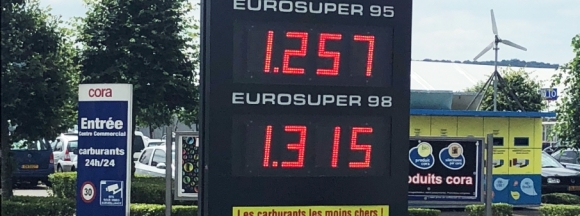 EUROSUPER 95
1.257
EUROSUPER 98
1.315
Les carburants les moins chers !
cora
Entrée
Centre Commercial
carburants
24h/24
30
produits cora